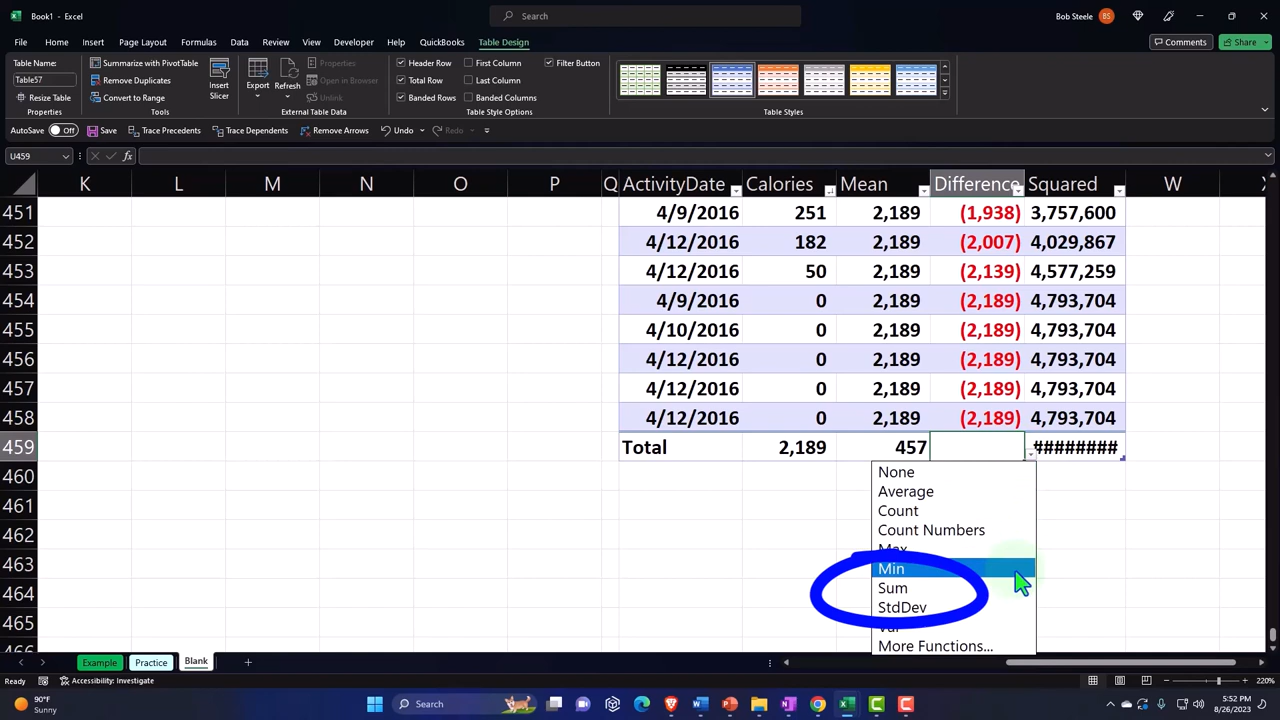 Book1 - Excel
Search
Bob Steele BS
File Home Insert Page Layout Formulas Data Review View Developer Help QuickBooks Table Design
Comments Share
Table Name:
Table57
Resize Table
Properties
Summarize with PivotTable
Remove Duplicates
Convert to Range
Insert
Slicer
Tools
Export
Refresh
Properties
Open in Browser
Unlink
External Table Data
Header Row First Column Filter Button
Total Row Last Column
Banded Rows Banded Columns
Table Style Options
Table Styles
AutoSave Off Save Trace Precedents Trace Dependents Remove Arrows Undo Redo
U459 fx
K L M N O P Q ActivityDate Calories Mean Difference Squared W X
451 4/9/2016 251 2,189 (1,938) 3,757,600
452 4/12/2016 182 2,189 (2,007) 4,029,867
453 4/12/2016 50 2,189 (2,139) 4,577,259
454 4/9/2016 0 2,189 (2,189) 4,793,704
455 4/10/2016 0 2,189 (2,189) 4,793,704
456 4/12/2016 0 2,189 (2,189) 4,793,704
457 4/12/2016 0 2,189 (2,189) 4,793,704
458 4/12/2016 0 2,189 (2,189) 4,793,704
459 Total 2,189 457 ########
460 None
461 Average
462 Count
Count Numbers
463 Max
Min
464 Sum
StdDev
465 Var
466 More Functions...
Example Practice Blank
Ready Accessibility: Investigate 220%
90°F
Sunny
Search
5:52 PM
8/26/2023